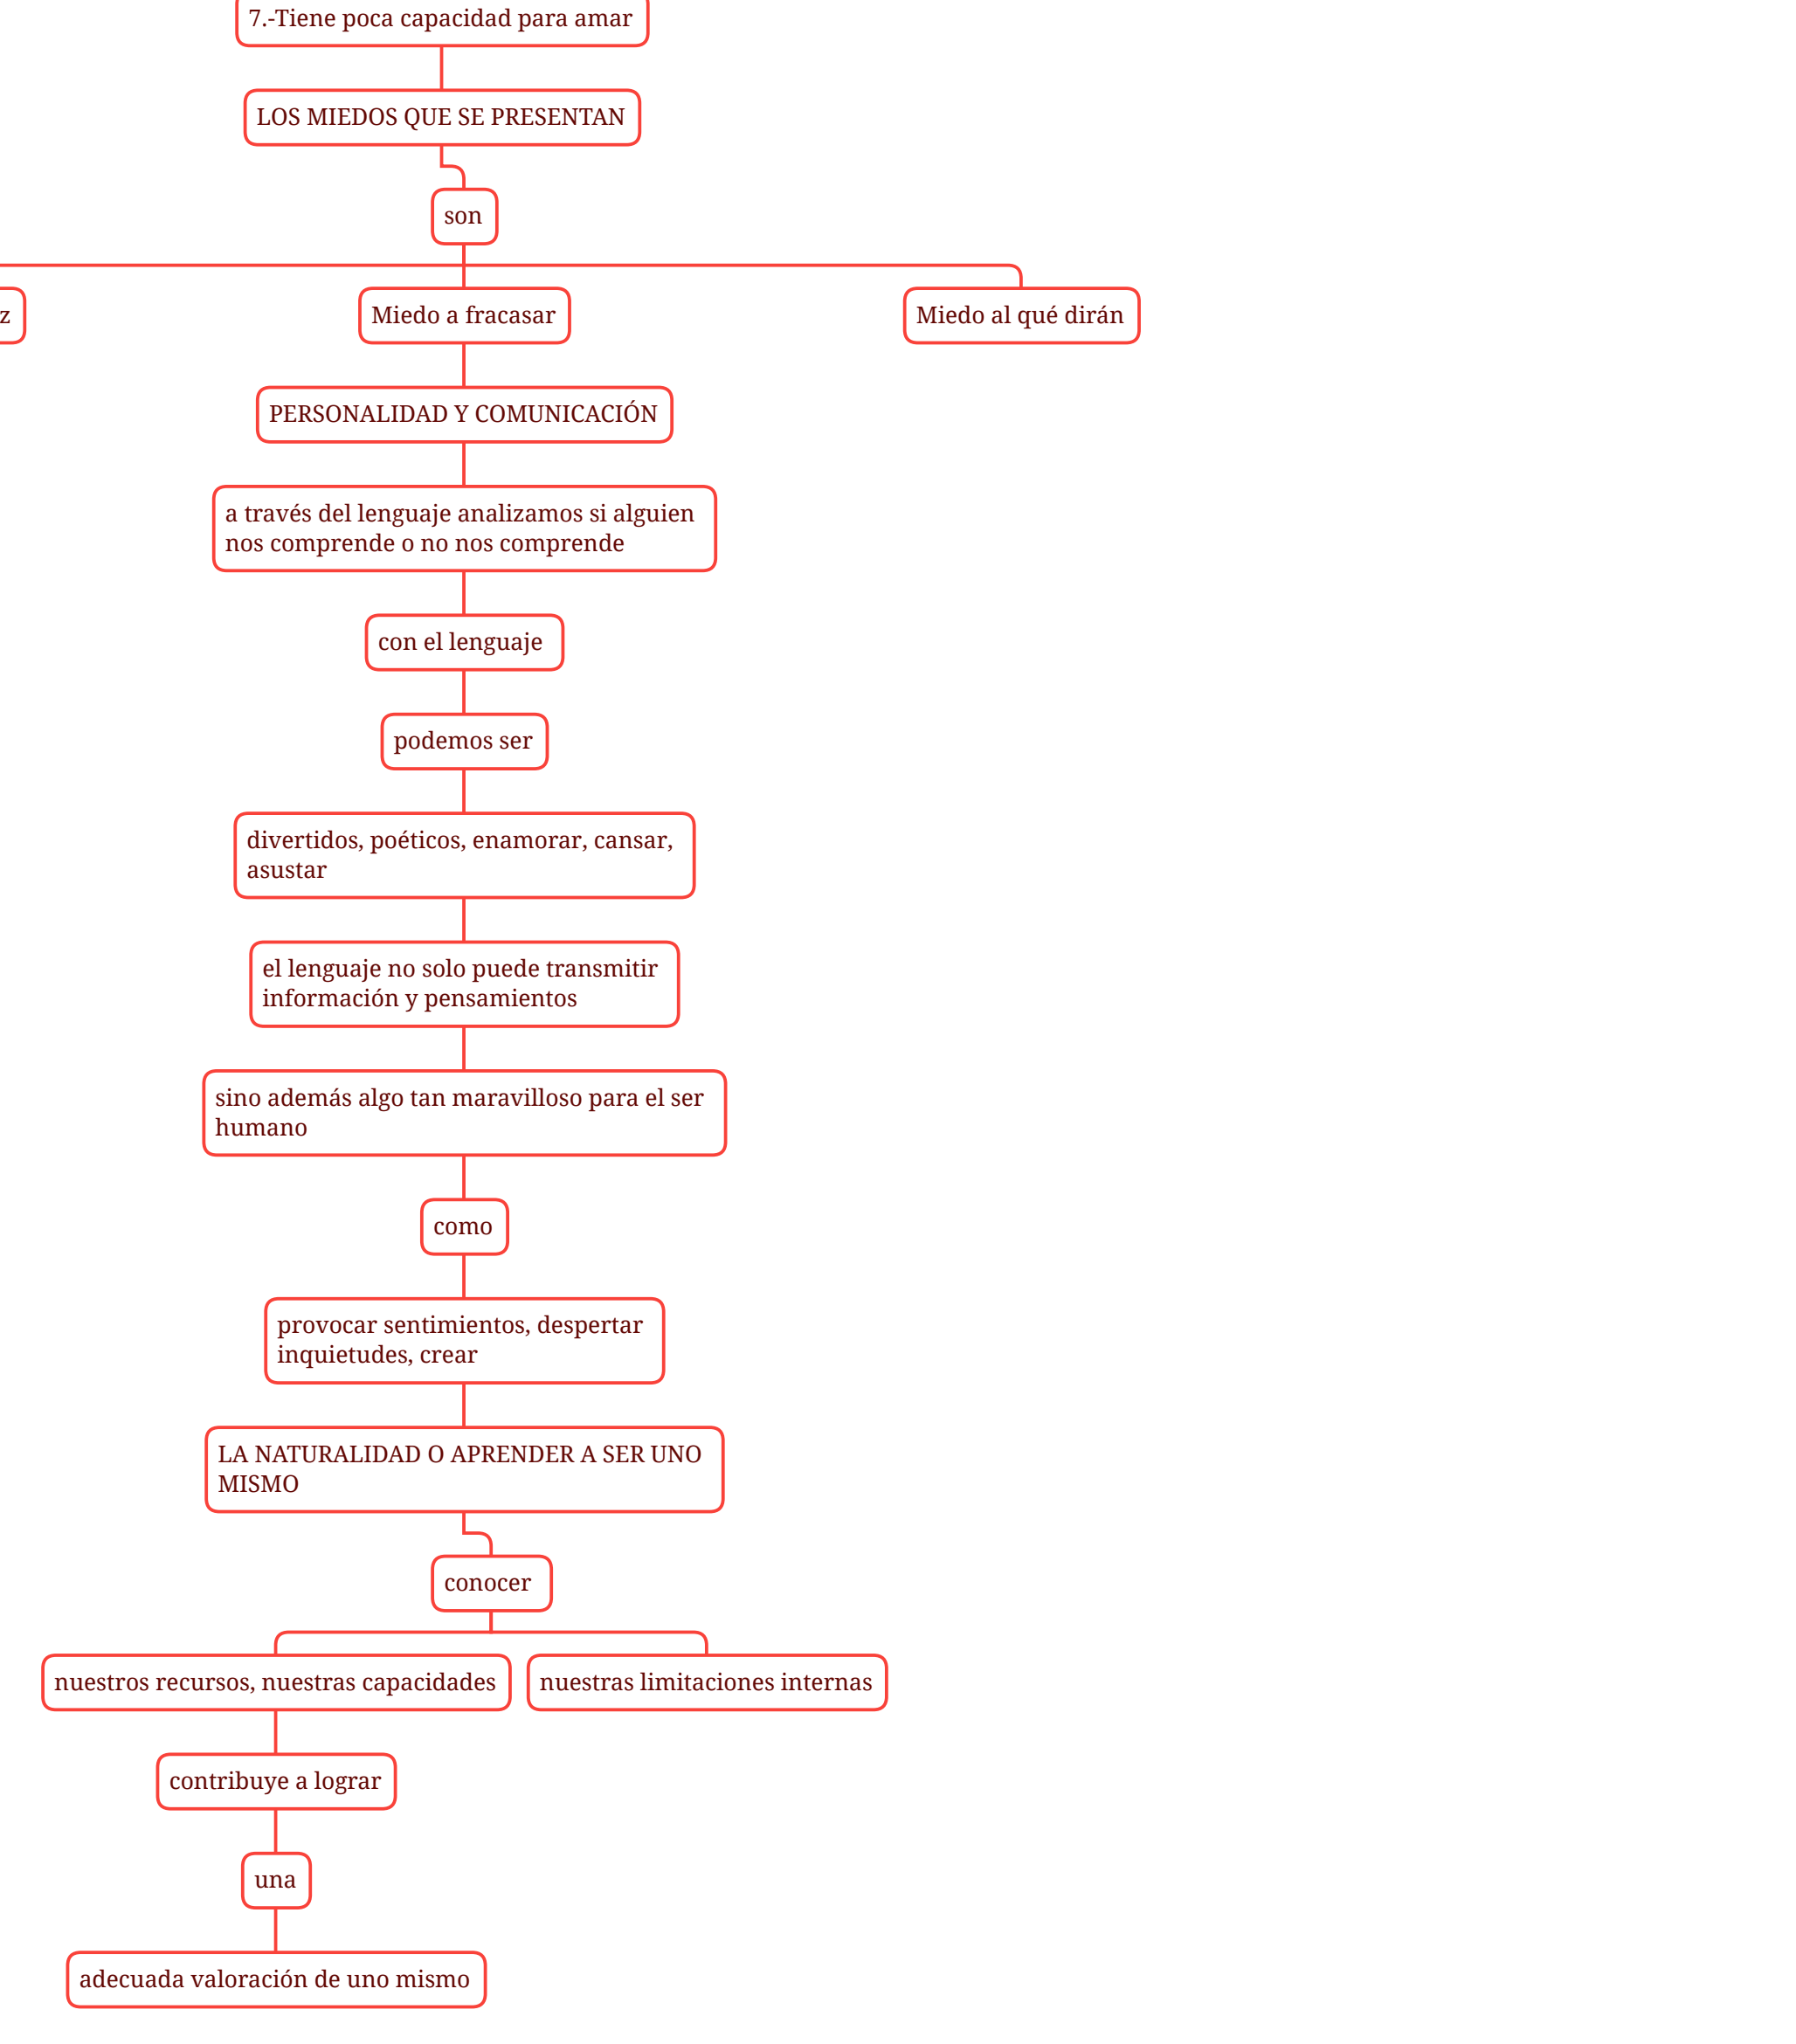 7.-Tiene poca capacidad para amar
LOS MIEDOS QUE SE PRESENTAN
son
z
Miedo a fracasar
Miedo al qué dirán
PERSONALIDAD Y COMUNICACIÓN
a través del lenguaje analizamos si alguien
nos comprende o no nos comprende
con el lenguaje
podemos ser
divertidos, poéticos, enamorar, cansar,
asustar
el lenguaje no solo puede transmitir
información y pensamientos
sino además algo tan maravilloso para el ser
humano
como
provocar sentimientos, despertar
inquietudes, crear
LA NATURALIDAD O APRENDER A SER UNO
MISMO
conocer
nuestros recursos, nuestras capacidades
nuestras limitaciones internas
contribuye a lograr
una
adecuada valoración de uno mismo